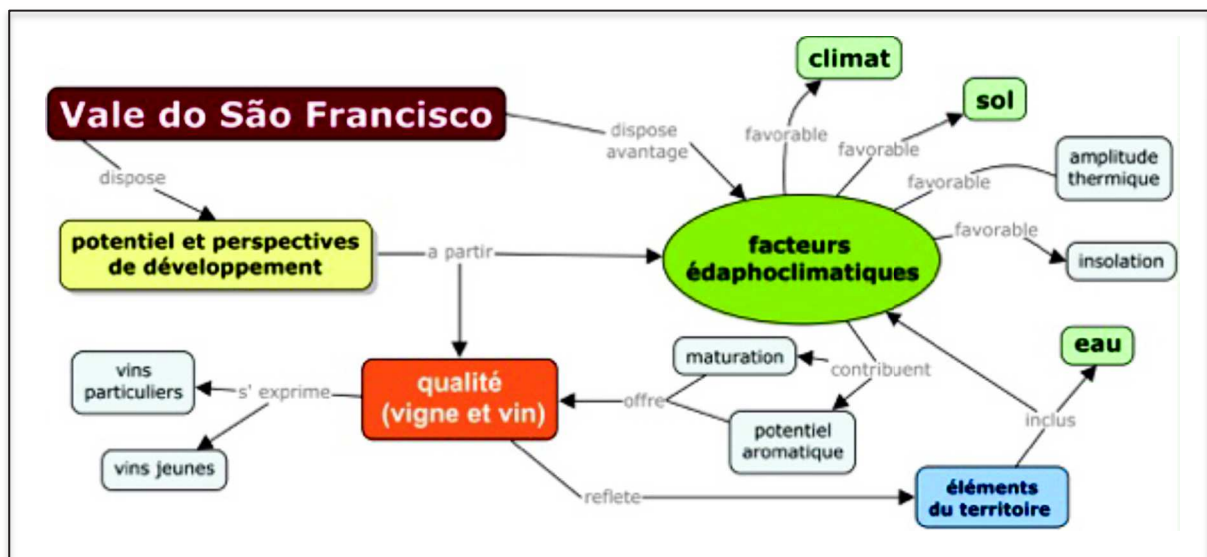 climat
Vale do São Francisco
sol
dispose
avantage
favorable
favorable
amplitude
thermique
favorable
dispose
potentiel et perspectives
de développement
a partir
facteurs
édaphoclimatiques
favorable
insolation
eau
vins
particuliers
s' exprime
qualité
(vigne et vin)
offre
maturation
contribuent
potentiel
aromatique
inclus
vins jeunes
reflete
éléments
du territoire